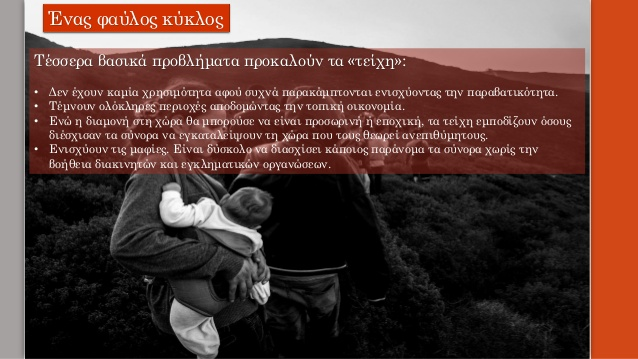 Ένας φαύλος κύκλος
Τέσσερα βασικά προβλήματα προκαλούν τα «τείχη»:
• Δεν έχουν καμία χρησιμότητα αφού συχνά παρακάμπτονται ενισχύοντας την παραβατικότητα.
• Τέμνουν ολόκληρες περιοχές αποδομώντας την τοπική οικονομία.
• Ενώ η διαμονή στη χώρα θα μπορούσε να είναι προσωρινή ή εποχική, τα τείχη εμποδίζουν όσους
διέσχισαν τα σύνορα να εγκαταλείψουν τη χώρα που τους θεωρεί ανεπιθύμητους.
• Ενισχύουν τις μαφίες. Είναι δύσκολο να διασχίσει κάποιος παράνομα τα σύνορα χωρίς την
βοήθεια διακινητών και εγκληματικών οργανώσεων.